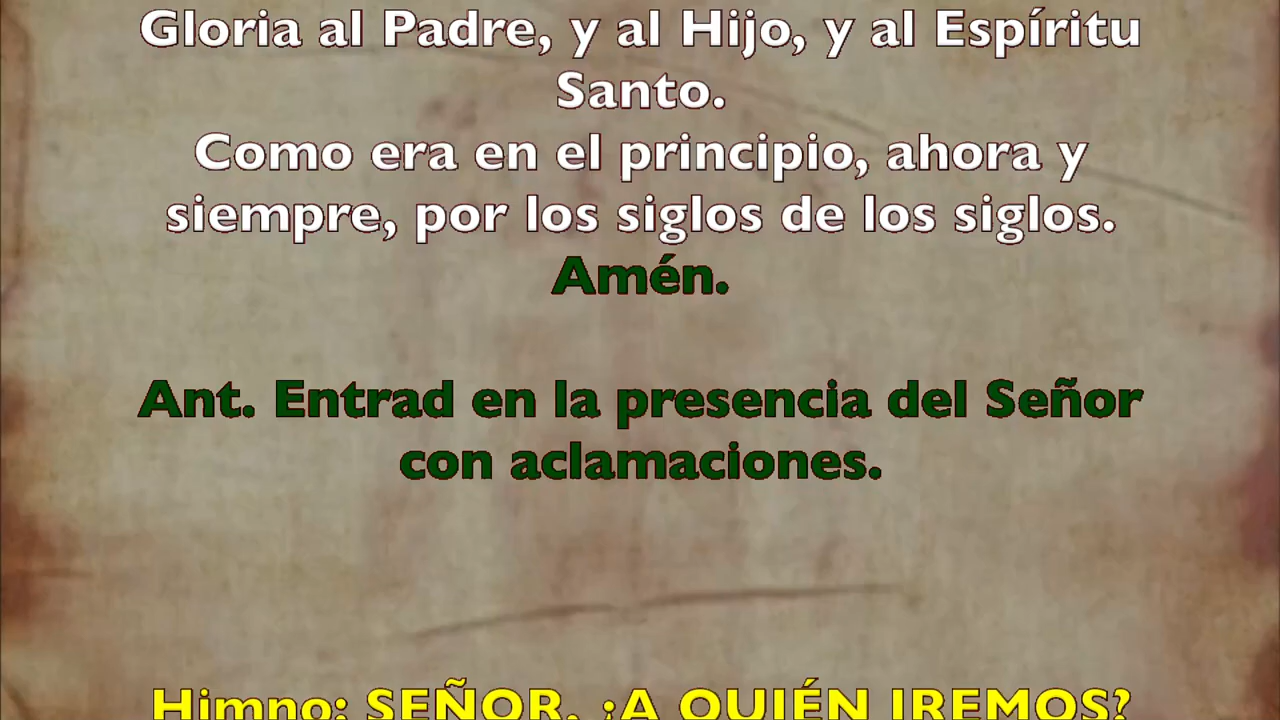 Gloria al Padre, y al Hijo, y al Espíritu
Santo.
Como era en el principio, ahora y
siempre, por los siglos de los siglos.
Amén.
Ant. Entrad en la presencia del Señor
con aclamaciones.
Himno: SEÑOR, ¿A QUIÉN IREMOS?